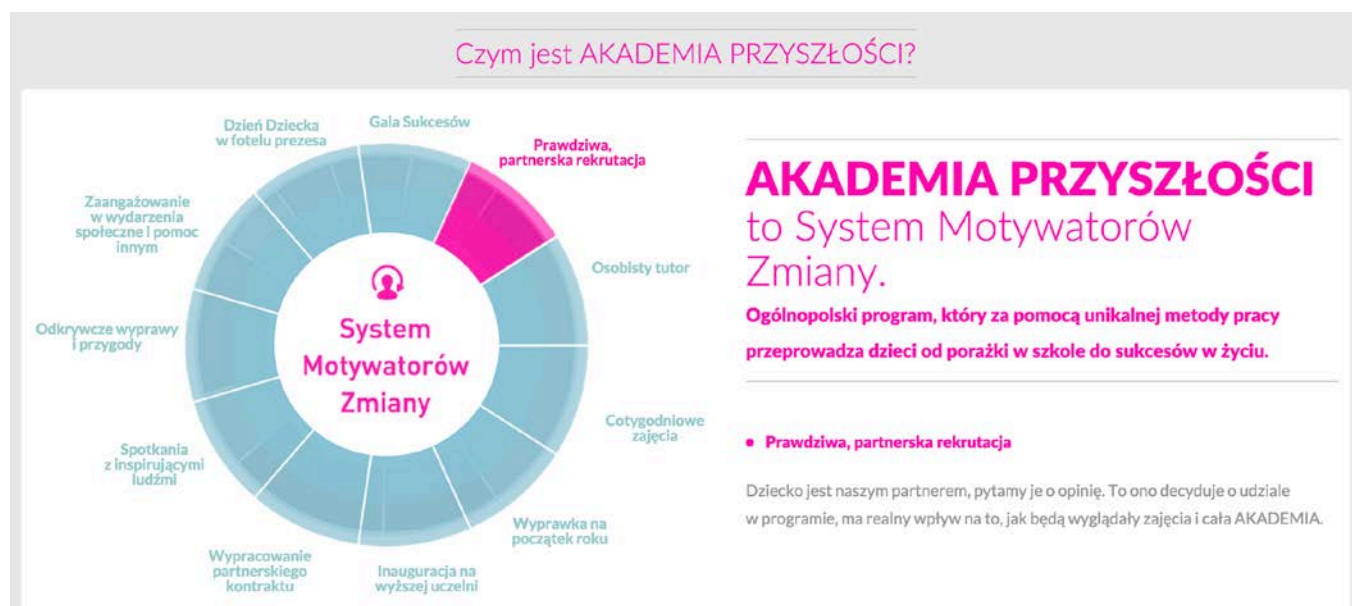 Czym jest AKADEMIA PRZYSZŁOŚCI?
Dzień Dziecka
w fotelu prezesa
Gala Sukcesów
Prawdziwa,
partnerska rekrutacja
Zaangażowanie
w wydarzenia
społeczne i pomoc
innym
Osobisty tutor
Odkrywcze wyprawy
i przygody
System
Motywatorów
Zmiany
Cotygodniowe
zajęcia
Spotkania
z inspirującymi
ludźmi
Wyprawka na
początek roku
Wypracowanie
partnerskiego
kontraktu
Inauguracja na
wyższej uczelni
AKADEMIA PRZYSZŁOŚCI
to System Motywatorów
Zmiany.
Ogólnopolski program, który za pomocą unikalnej metody pracy
przeprowadza dzieci od porażki w szkole do sukcesów w życiu.
• Prawdziwa, partnerska rekrutacja
Dziecko jest naszym partnerem, pytamy je o opinię. To ono decyduje o udziale
w programie, ma realny wpływ na to, jak będą wyglądały zajęcia i cała AKADEMIA.